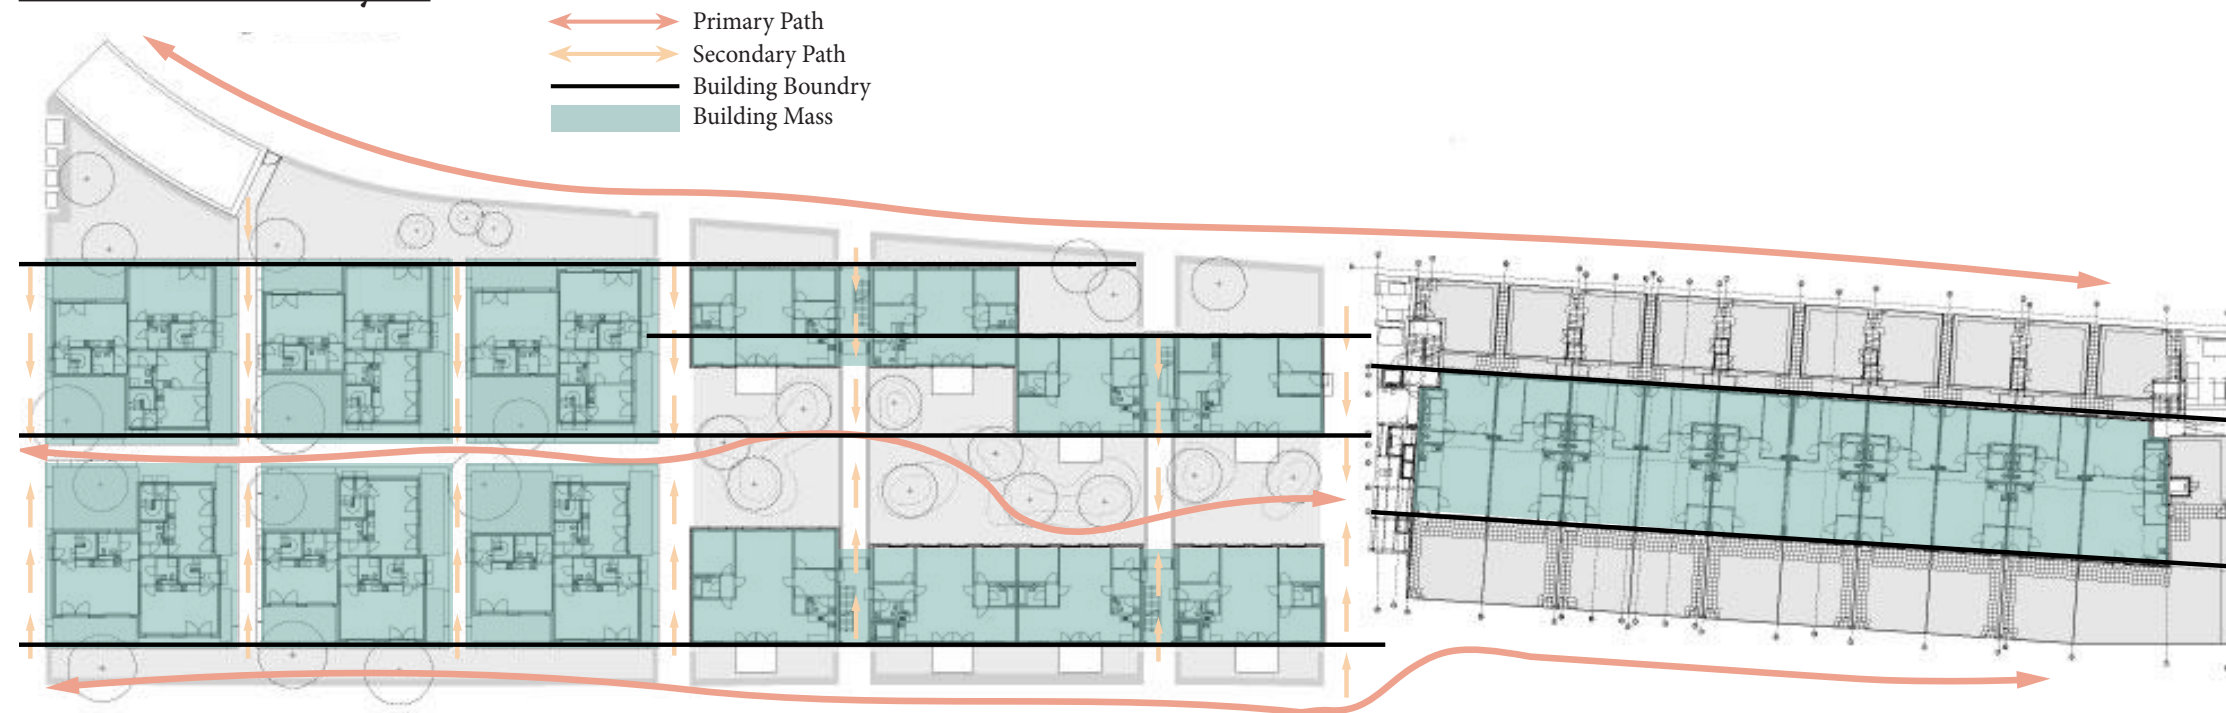 Primary Path
Secondary Path
Building Boundry
Building Mass